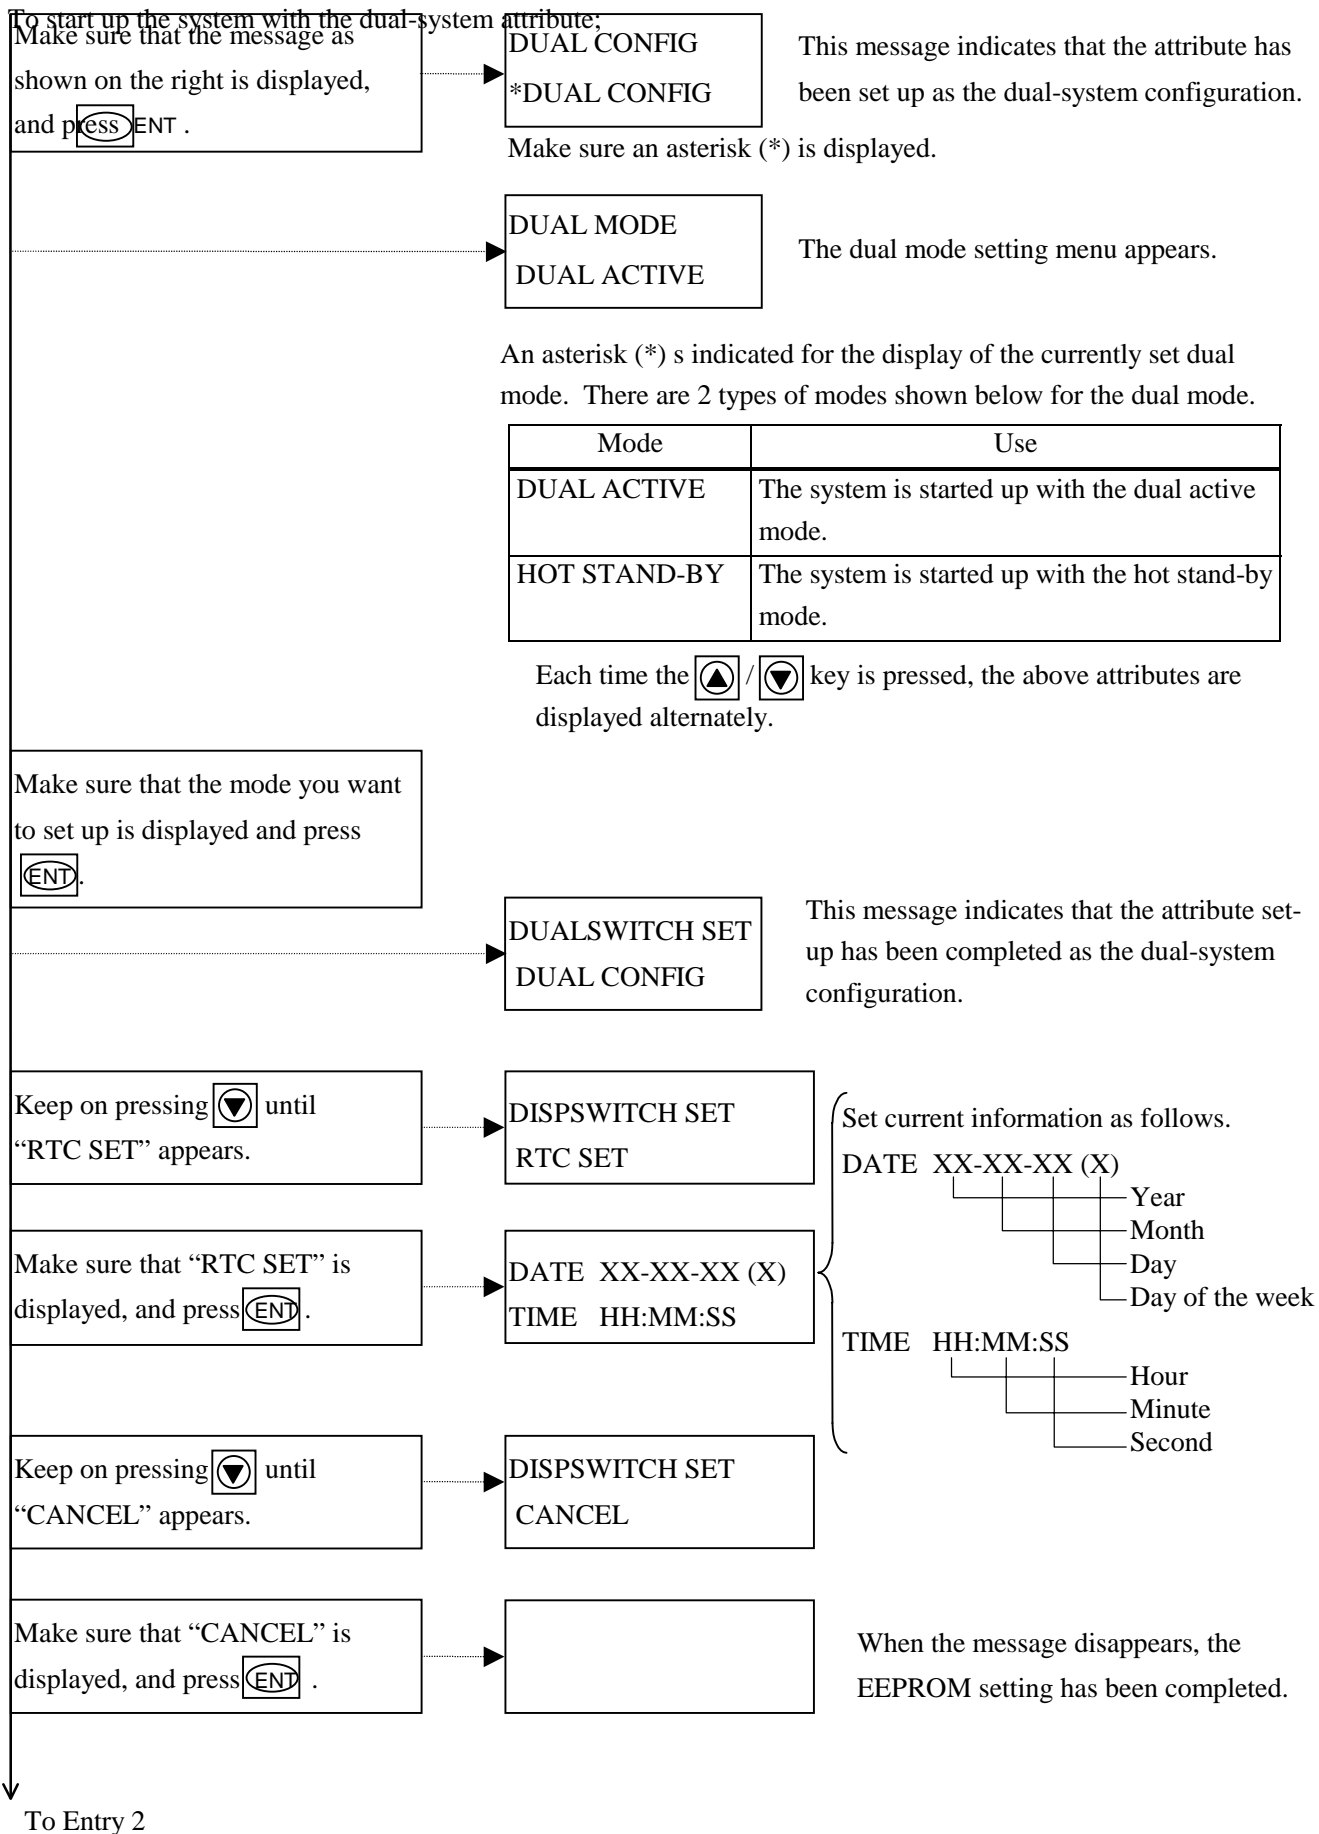 To start up the system with the dual-system attribute;
Make sure that the message as
shown on the right is displayed,
and press ENT .
DUAL CONFIG
*DUAL CONFIG
This message indicates that the attribute has
been set up as the dual-system configuration.
Make sure an asterisk (*) is displayed.
DUAL MODE
DUAL ACTIVE
The dual mode setting menu appears.
An asterisk (*) s indicated for the display of the currently set dual
mode. There are 2 types of modes shown below for the dual mode.
Mode Use
DUAL ACTIVE The system is started up with the dual active
mode.
HOT STAND-BY The system is started up with the hot stand-by
mode.
Each time the ▲ / ▼ key is pressed, the above attributes are
displayed alternately.
Make sure that the mode you want
to set up is displayed and press
ENT.
DUALSWITCH SET
DUAL CONFIG
This message indicates that the attribute set-
up has been completed as the dual-system
configuration.
Keep on pressing ▼ until
“RTC SET” appears.
DISPSWITCH SET
RTC SET
Set current information as follows.
DATE XX-XX-XX (X)
Year
Month
Day
Day of the week
Make sure that “RTC SET” is
displayed, and press ENT .
DATE XX-XX-XX (X)
TIME HH:MM:SS
TIME HH:MM:SS
Hour
Minute
Second
Keep on pressing ▼ until
“CANCEL” appears.
DISPSWITCH SET
CANCEL
Make sure that “CANCEL” is
displayed, and press ENT .
When the message disappears, the
EEPROM setting has been completed.
To Entry 2